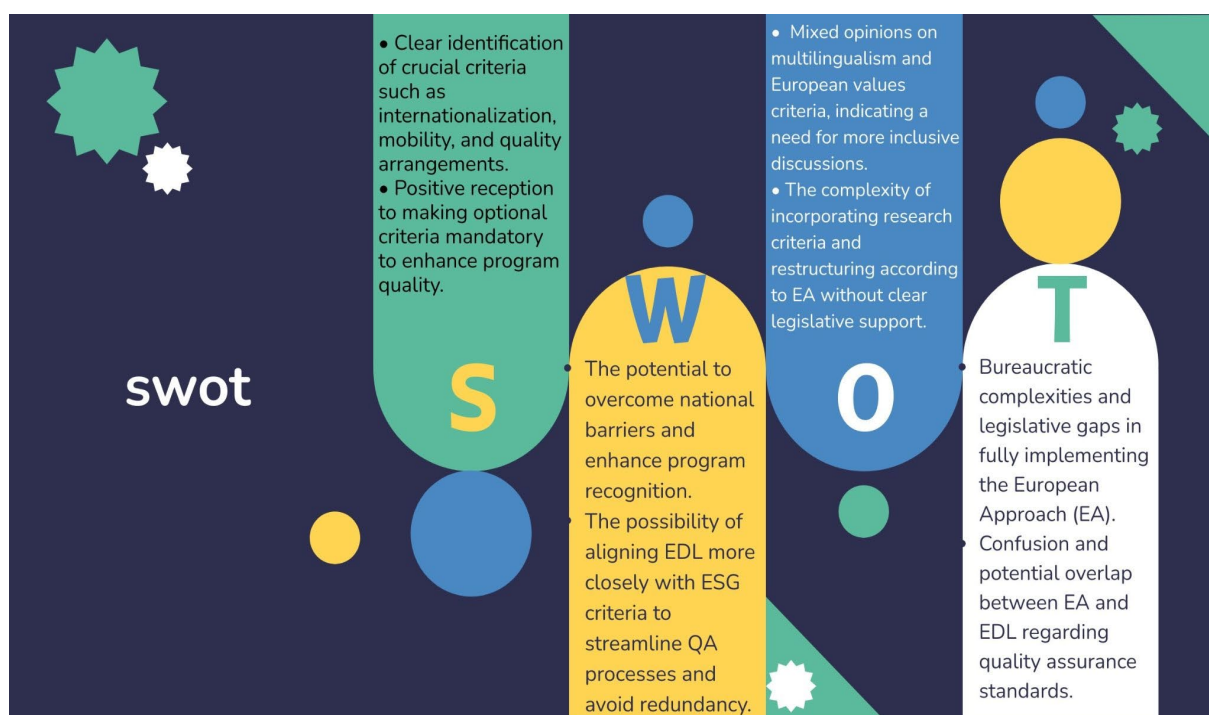 swot
• Clear identification
of crucial criteria
such as
internationalization,
mobility, and quality
arrangements.
• Positive reception
to making optional
criteria mandatory
to enhance program
quality.
S
W
• The potential to
overcome national
barriers and
enhance program
recognition.
• The possibility of
aligning EDL more
closely with ESG
criteria to
streamline QA
processes and
avoid redundancy.
• Mixed opinions on
multilingualism and
European values
criteria, indicating a
need for more inclusive
discussions.
• The complexity of
incorporating research
criteria and
restructuring according
to EA without clear
legislative support.
O
T
• Bureaucratic
complexities and
legislative gaps in
fully implementing
the European
Approach (EA).
• Confusion and
potential overlap
between EA and
EDL regarding
quality assurance
standards.